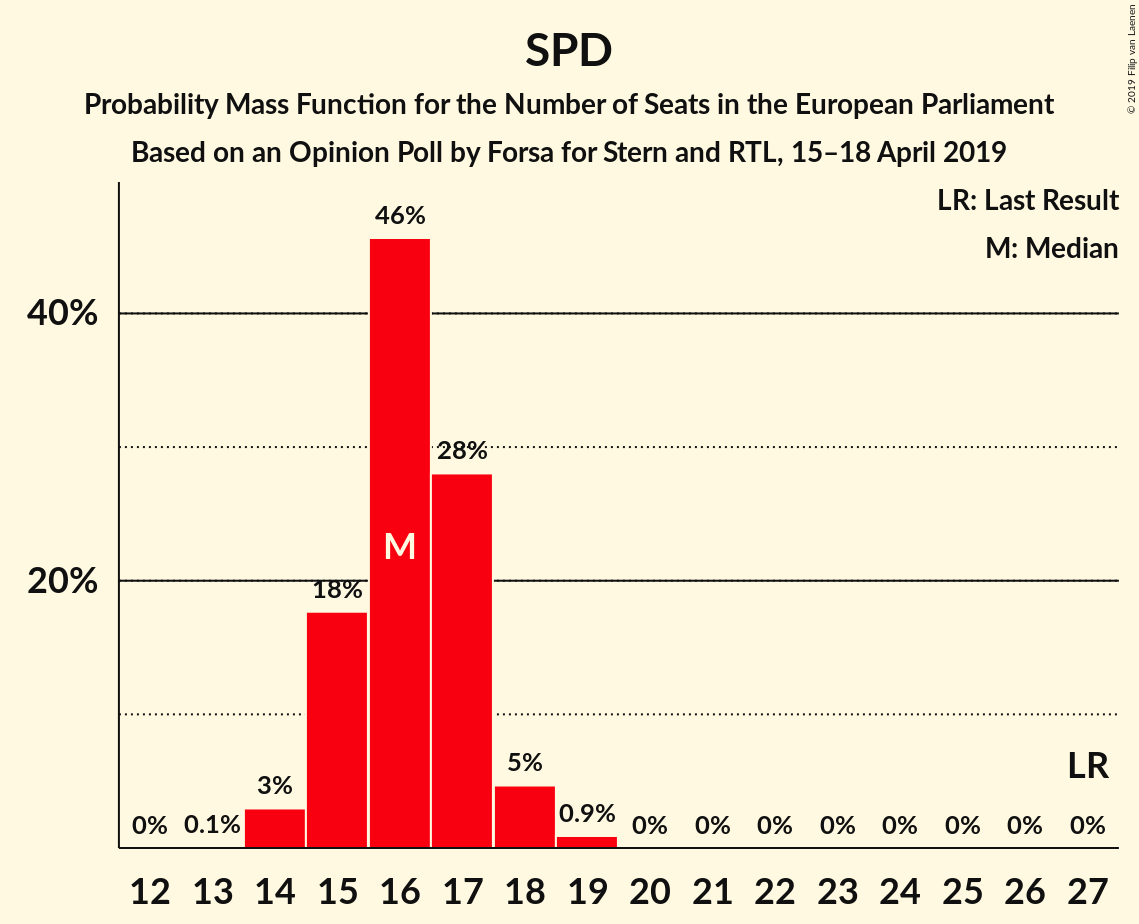 © 2019 Filip van Laenen
SPD
Probability Mass Function for the Number of Seats in the European Parliament
Based on an Opinion Poll by Forsa for Stern and RTL, 15–18 April 2019
LR: Last Result
M: Median
46%
40%
28%
M
20%
18%
LR
5%
3%
0.9%
0% 0.1% 0% 0% 0% 0% 0% 0% 0% 0%
12 13 14 15 16 17 18 19 20 21 22 23 24 25 26 27